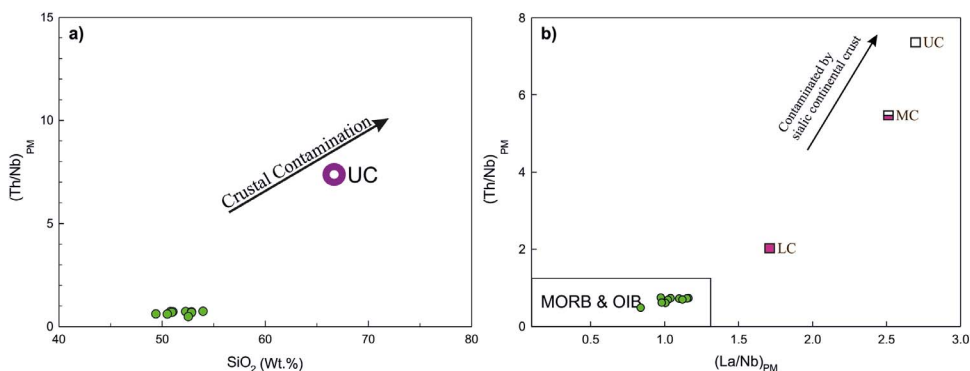 a)
15
10
5
0
(Th/Nb)PM
Crustal Contamination
UC
40
50
60
70
80
SiO2 (Wt.%)
b)
8
6
4
2
0
(Th/Nb)PM
Contaminated by
sialic continental crust
UC
MC
LC
MORB & OIB
0.5
1.0
1.5
2.0
2.5
3.0
(La/Nb)PM